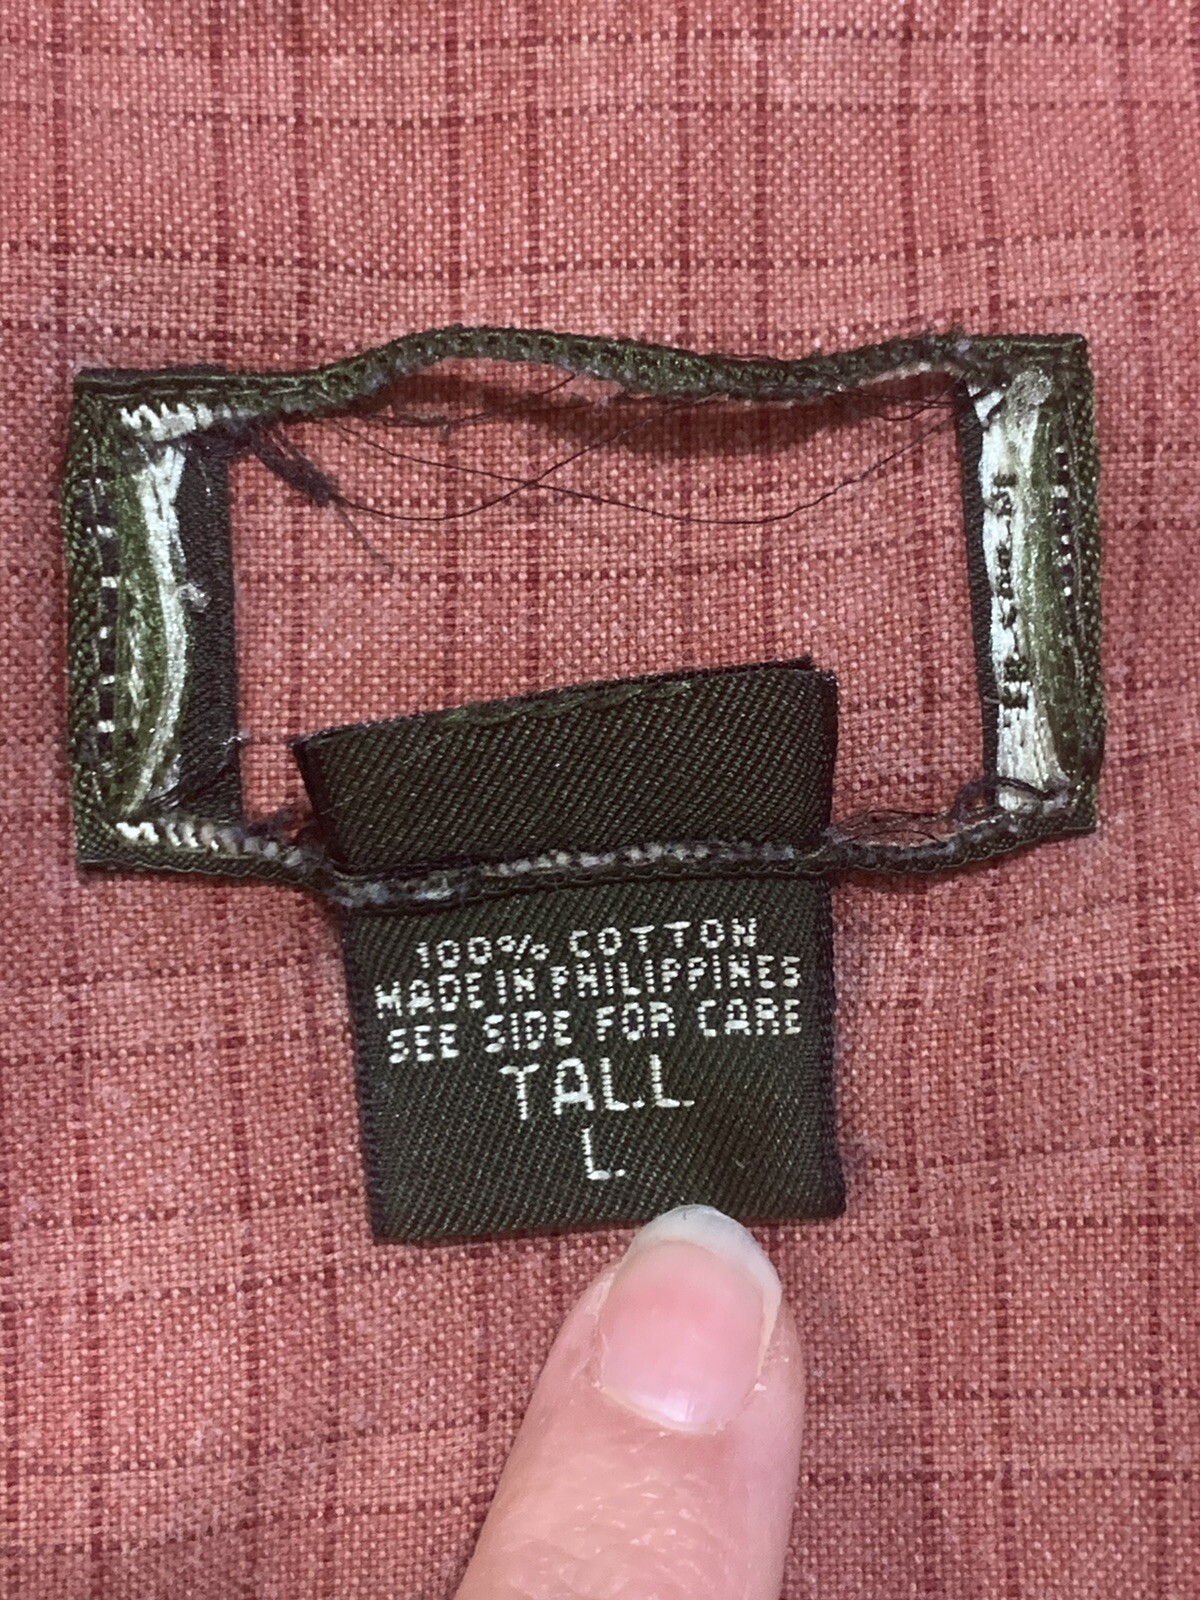 100% COTTON
MADE IN PHILIPPINES
SEE SIDE FOR CARE
TALL
L